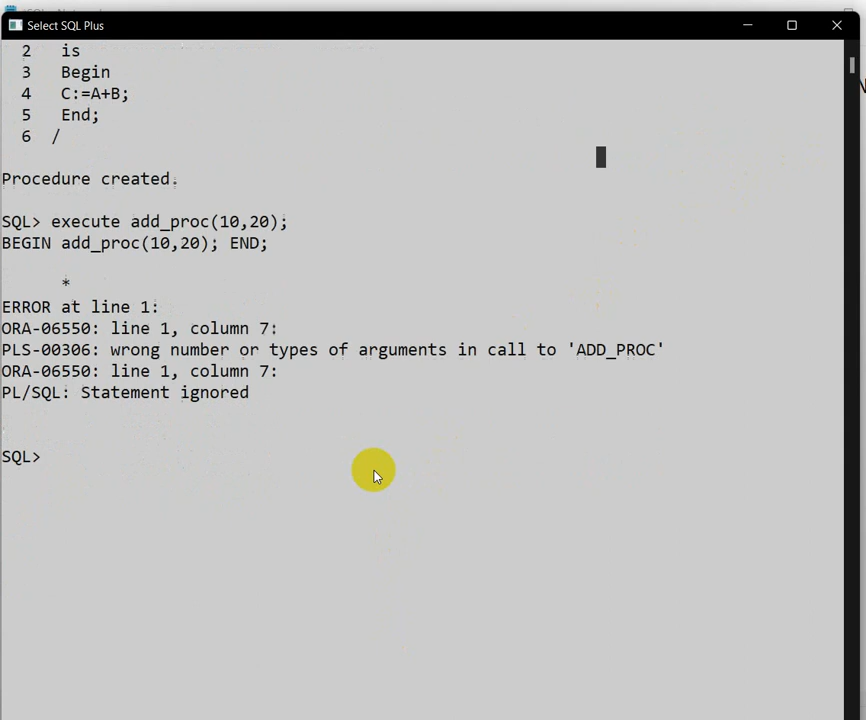 Select SQL Plus
2 is
3 Begin
4 C:=A+B;
5 End;
6 /
Procedure created.
SQL> execute add_proc(10,20);
BEGIN add_proc(10,20); END;
*
ERROR at line 1:
ORA-06550: line 1, column 7:
PLS-00306: wrong number or types of arguments in call to 'ADD_PROC'
ORA-06550: line 1, column 7:
PL/SQL: Statement ignored
SQL>